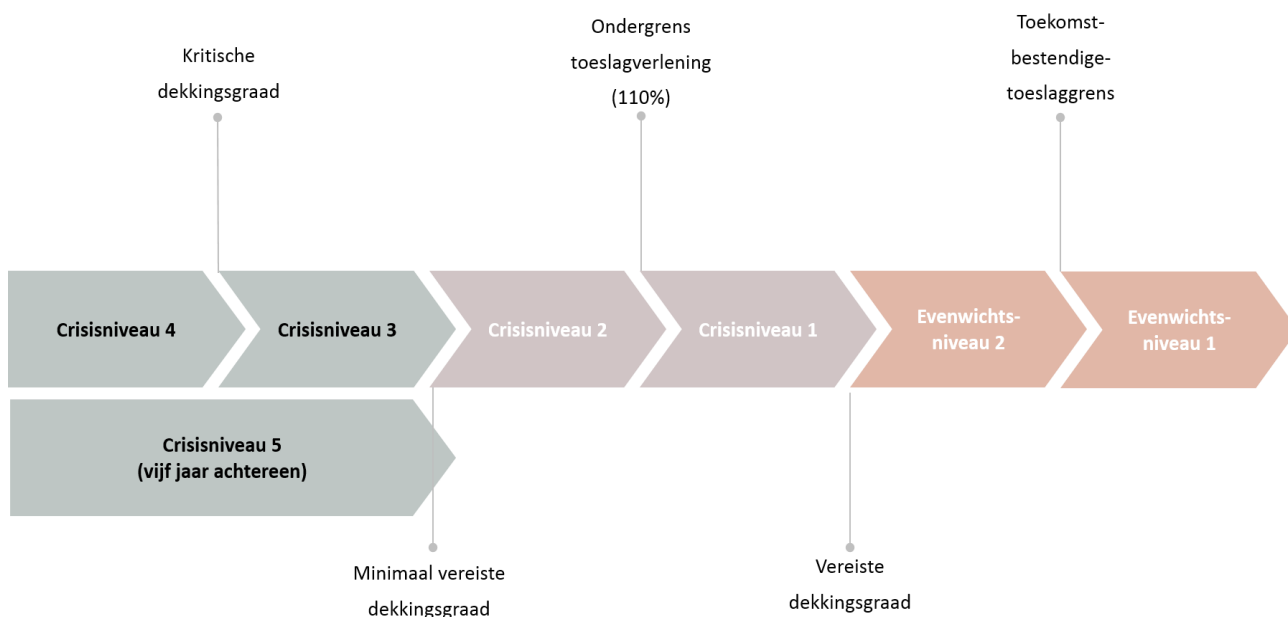 Kritische
dekkingsgraad
Ondergrens
toeslagverlening
(110%)
Toekomst-
bestendige-
toeslaggrens
Crisisniveau 4
Crisisniveau 3
Crisisniveau 2
Crisisniveau 1
Evenwichts-
niveau 2
Evenwichts-
niveau 1
Crisisniveau 5
(vijf jaar achtereen)
Minimaal vereiste
dekkingsgraad
Vereiste
dekkingsgraad